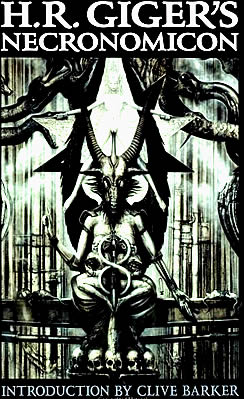 H.R. GIGER'S
NECRONOMICON
INTRODUCTION BY CLIVE BARKER